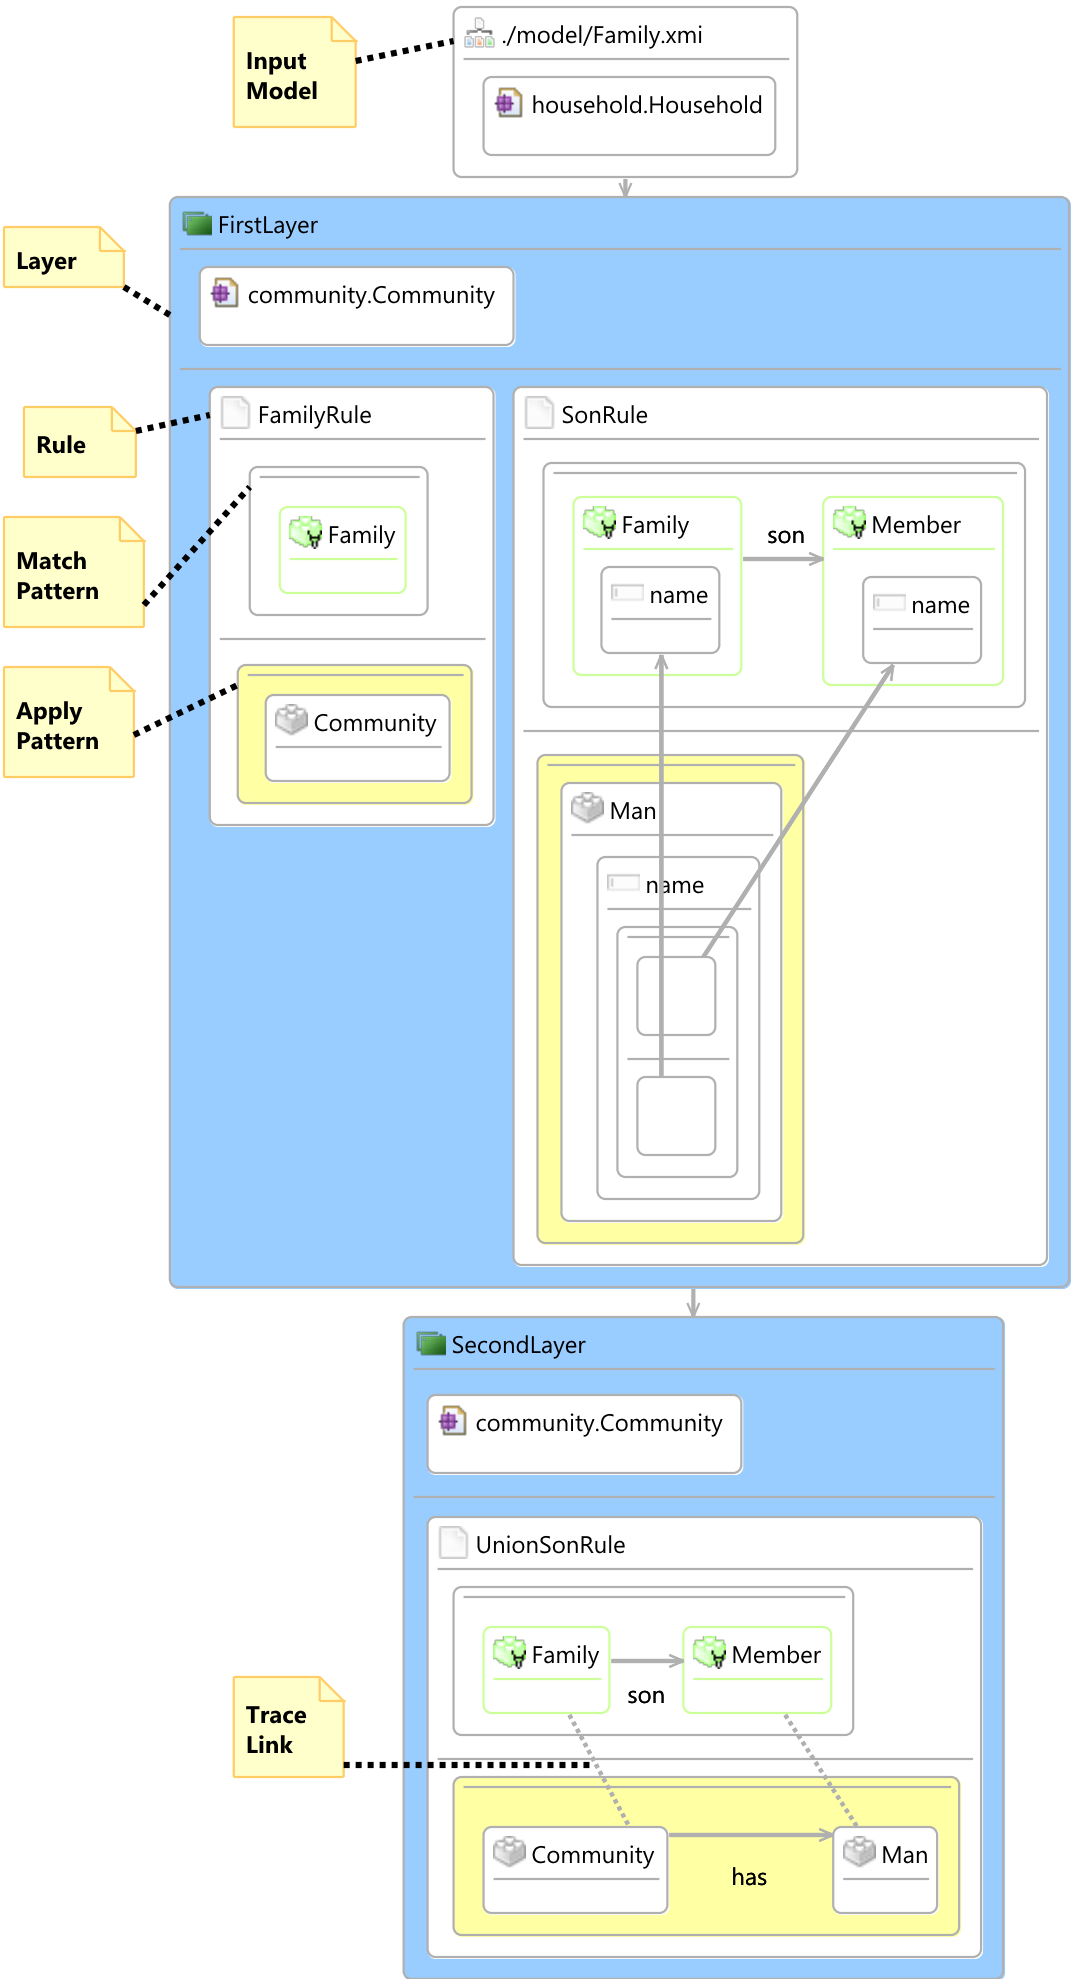 Input
Model
./model/Family.xmi
household.Household
FirstLayer
Layer
community.Community
Rule
FamilyRule
SonRule
Match
Pattern
Family
Family
son
Member
name
name
Apply
Pattern
Community
Man
name
SecondLayer
community.Community
UnionSonRule
Family
Member
son
Trace
Link
Community
has
Man